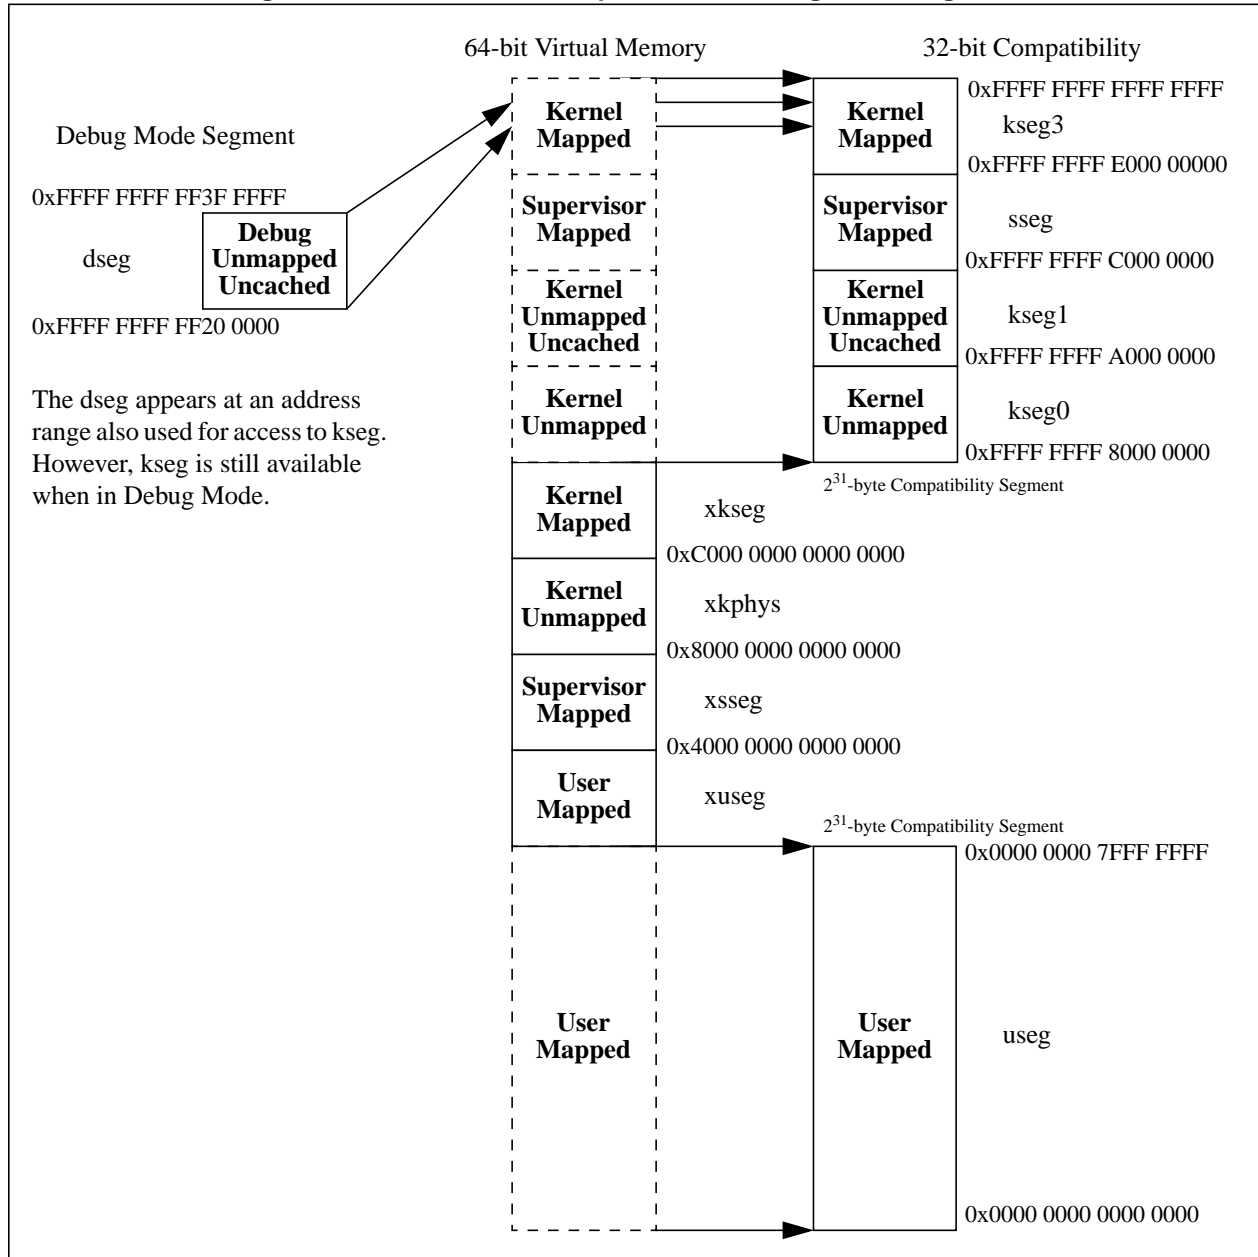 64-bit Virtual Memory
32-bit Compatibility
Debug Mode Segment
0xFFFF FFFF FF3F FFFF
dseg
Debug
Unmapped
Uncached
0xFFFF FFFF FF20 0000
The dseg appears at an address
range also used for access to kseg.
However, kseg is still available
when in Debug Mode.
Kernel
Mapped
Supervisor
Mapped
Kernel
Unmapped
Uncached
Kernel
Unmapped
Kernel
Mapped
xkseg
0xC000 0000 0000 0000
Kernel
Unmapped
xkphys
0x8000 0000 0000 0000
Supervisor
Mapped
xsseg
0x4000 0000 0000 0000
User
Mapped
xuseg
User
Mapped
0xFFFF FFFF FFFF FFFF
Kernel
Mapped
kseg3
0xFFFF FFFF E000 00000
Supervisor
Mapped
sseg
0xFFFF FFFF C000 0000
Kernel
Unmapped
Uncached
kseg1
0xFFFF FFFF A000 0000
Kernel
Unmapped
kseg0
0xFFFF FFFF 8000 0000
2^31-byte Compatibility Segment
2^31-byte Compatibility Segment
0x0000 0000 7FFF FFFF
User
Mapped
useg
0x0000 0000 0000 0000